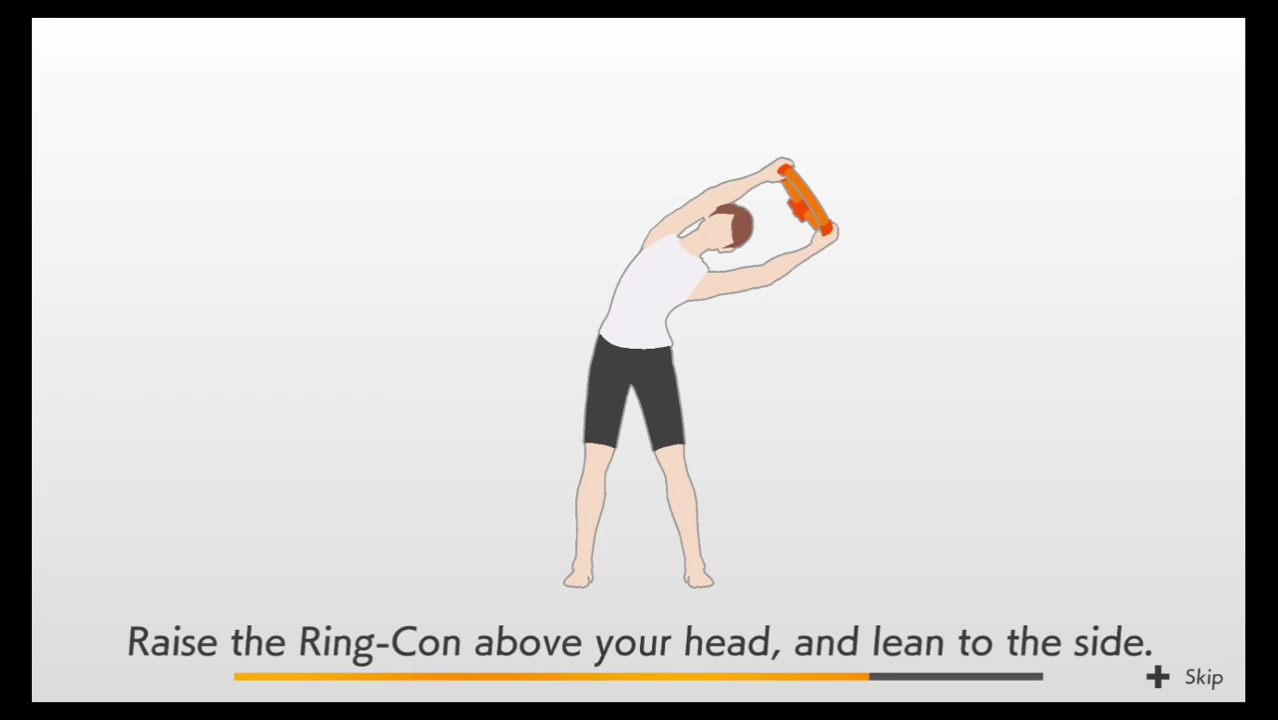 Raise the Ring-Con above your head, and lean to the side.
Skip